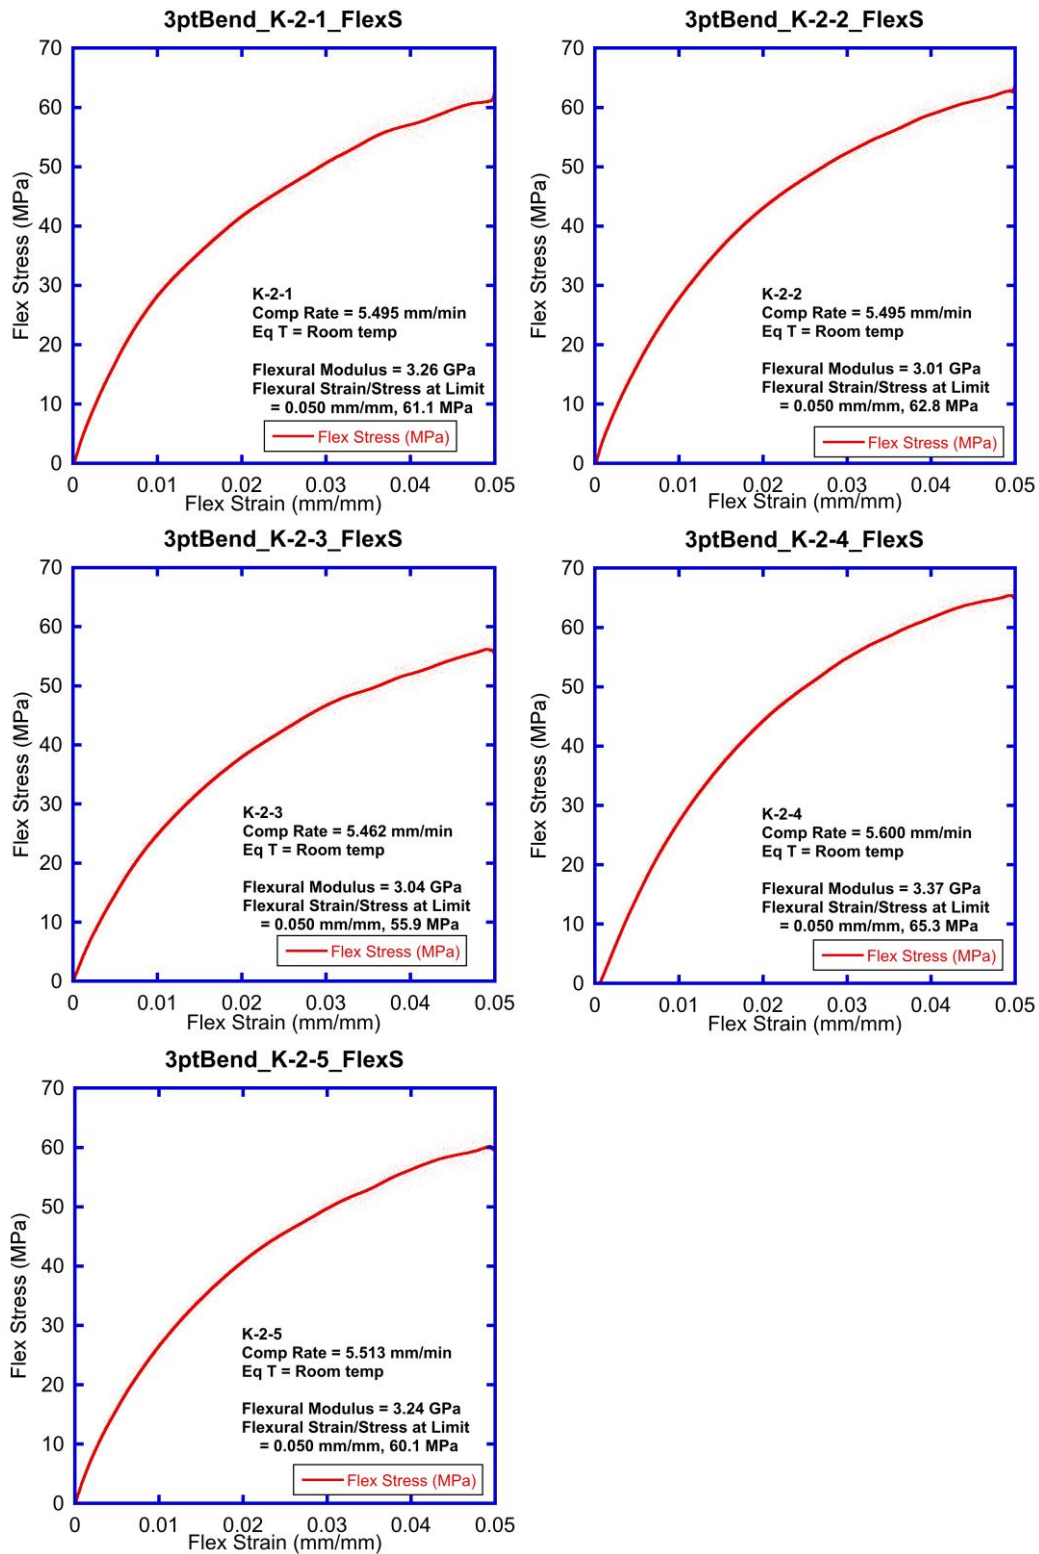 3ptBend_K-2-1_FlexS
Flex Stress (MPa)
70
60
50
40
30
20
10
0
K-2-1
Comp Rate = 5.495 mm/min
Eq T = Room temp
Flexural Modulus = 3.26 GPa
Flexural Strain/Stress at Limit
= 0.050 mm/mm, 61.1 MPa
Flex Stress (MPa)
0 0.01 0.02 0.03 0.04 0.05
Flex Strain (mm/mm)
3ptBend_K-2-2_FlexS
Flex Stress (MPa)
70
60
50
40
30
20
10
0
K-2-2
Comp Rate = 5.495 mm/min
Eq T = Room temp
Flexural Modulus = 3.01 GPa
Flexural Strain/Stress at Limit
= 0.050 mm/mm, 62.8 MPa
Flex Stress (MPa)
0 0.01 0.02 0.03 0.04 0.05
Flex Strain (mm/mm)
3ptBend_K-2-3_FlexS
Flex Stress (MPa)
70
60
50
40
30
20
10
0
K-2-3
Comp Rate = 5.462 mm/min
Eq T = Room temp
Flexural Modulus = 3.04 GPa
Flexural Strain/Stress at Limit
= 0.050 mm/mm, 55.9 MPa
Flex Stress (MPa)
0 0.01 0.02 0.03 0.04 0.05
Flex Strain (mm/mm)
3ptBend_K-2-4_FlexS
Flex Stress (MPa)
70
60
50
40
30
20
10
0
K-2-4
Comp Rate = 5.600 mm/min
Eq T = Room temp
Flexural Modulus = 3.37 GPa
Flexural Strain/Stress at Limit
= 0.050 mm/mm, 65.3 MPa
Flex Stress (MPa)
0 0.01 0.02 0.03 0.04 0.05
Flex Strain (mm/mm)
3ptBend_K-2-5_FlexS
Flex Stress (MPa)
70
60
50
40
30
20
10
0
K-2-5
Comp Rate = 5.513 mm/min
Eq T = Room temp
Flexural Modulus = 3.24 GPa
Flexural Strain/Stress at Limit
= 0.050 mm/mm, 60.1 MPa
Flex Stress (MPa)
0 0.01 0.02 0.03 0.04 0.05
Flex Strain (mm/mm)